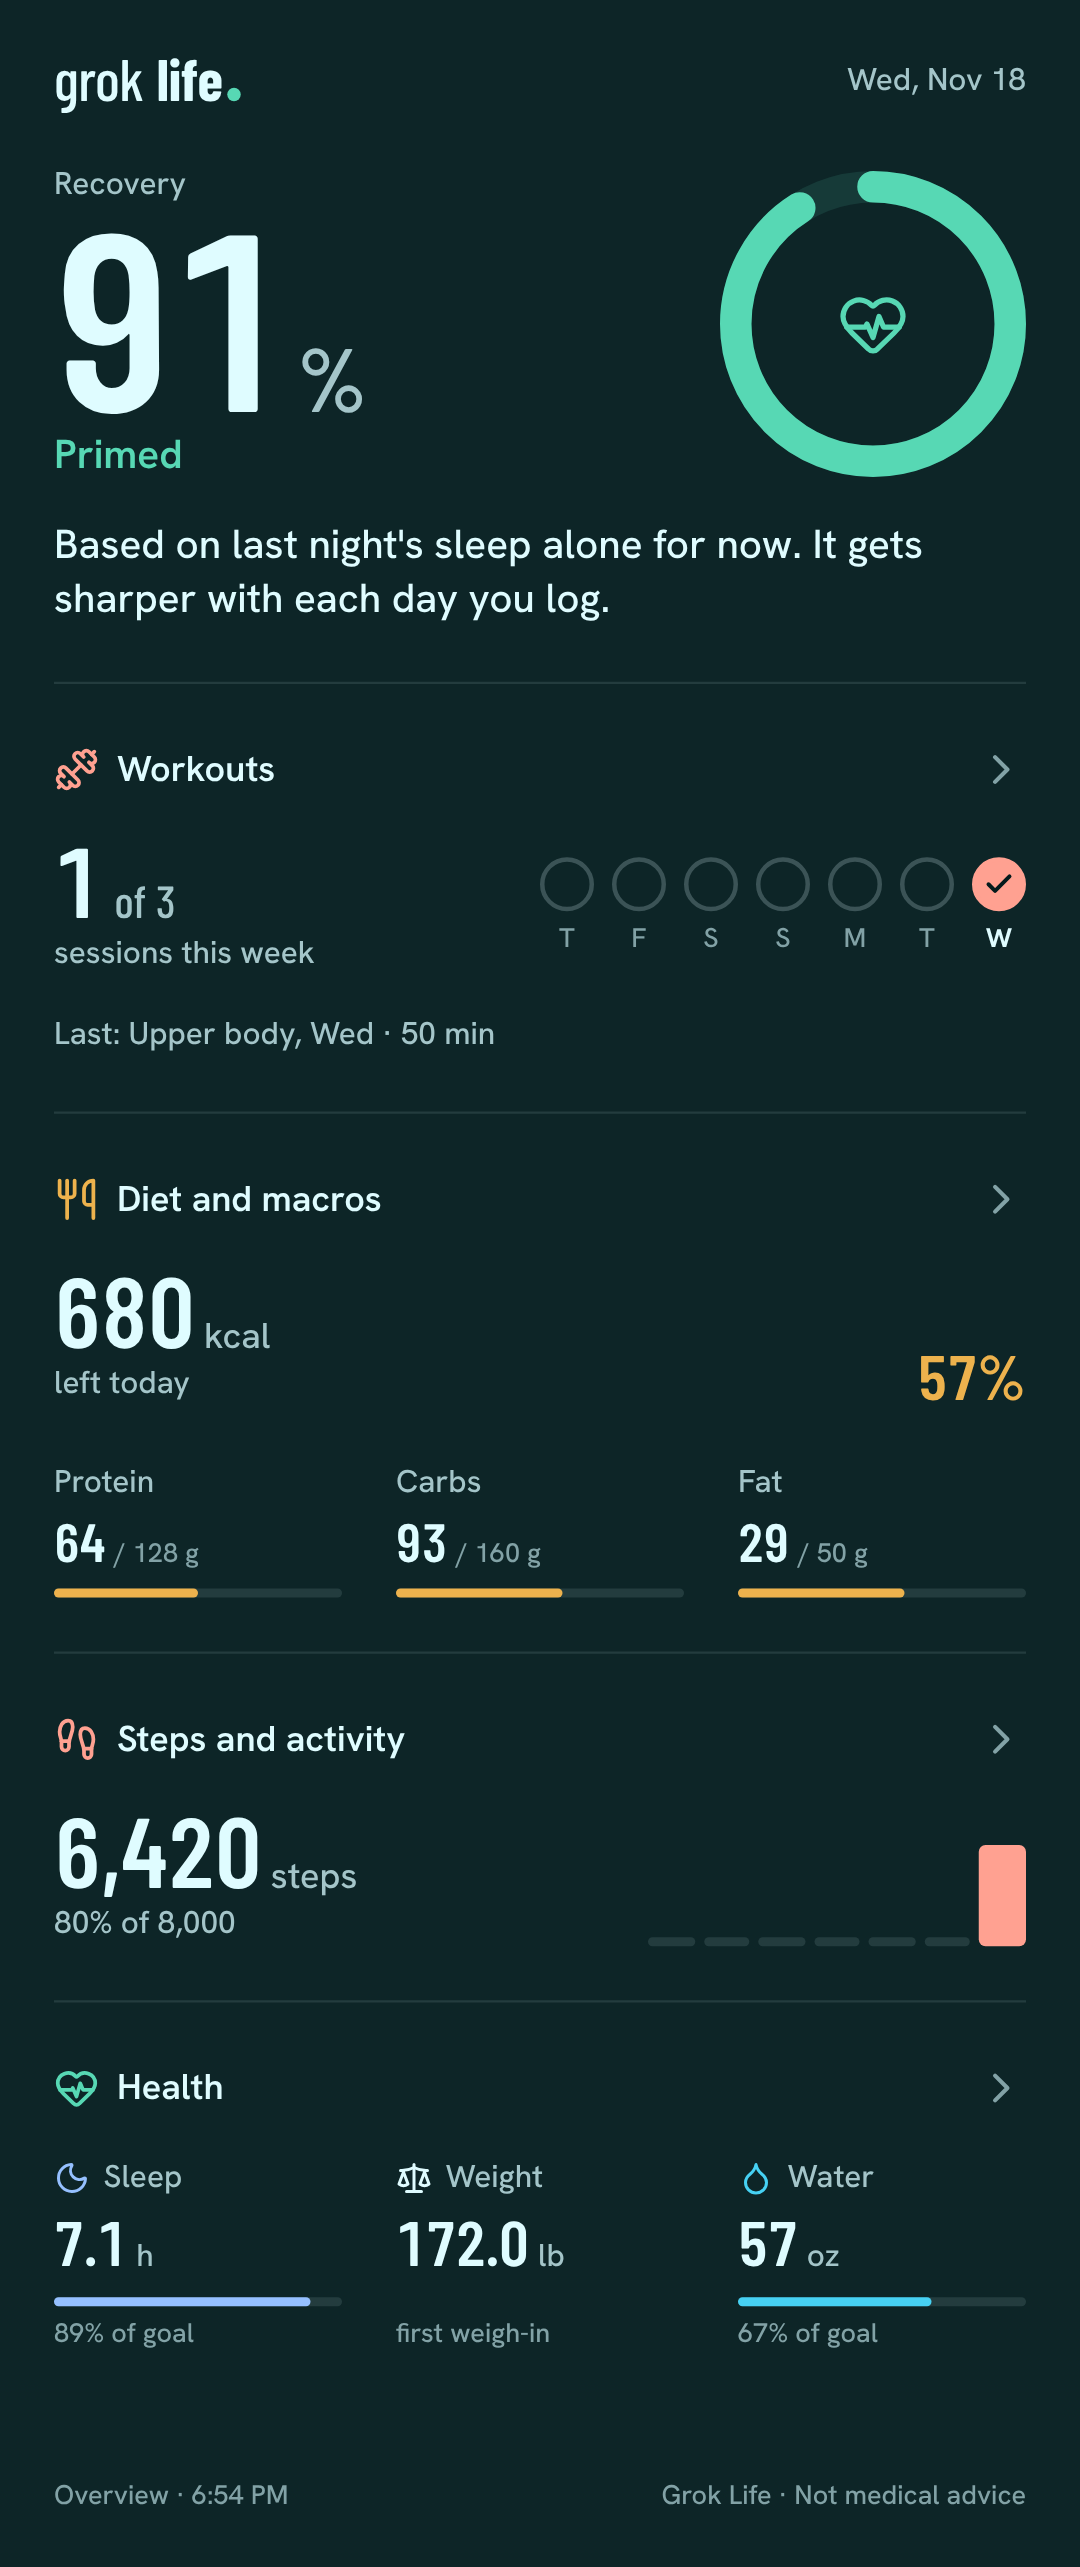 grok life.
Wed, Nov 18
Recovery
91 %
Primed
Based on last night's sleep alone for now. It gets
sharper with each day you log.
Workouts
1 of 3
sessions this week
T F S S M T W
Last: Upper body, Wed · 50 min
Diet and macros
680 kcal
left today
57%
Protein
64 / 128 g
Carbs
93 / 160 g
Fat
29 / 50 g
Steps and activity
6,420 steps
80% of 8,000
Health
Sleep
7.1 h
89% of goal
Weight
172.0 lb
first weigh-in
Water
57 oz
67% of goal
Overview · 6:54 PM
Grok Life · Not medical advice